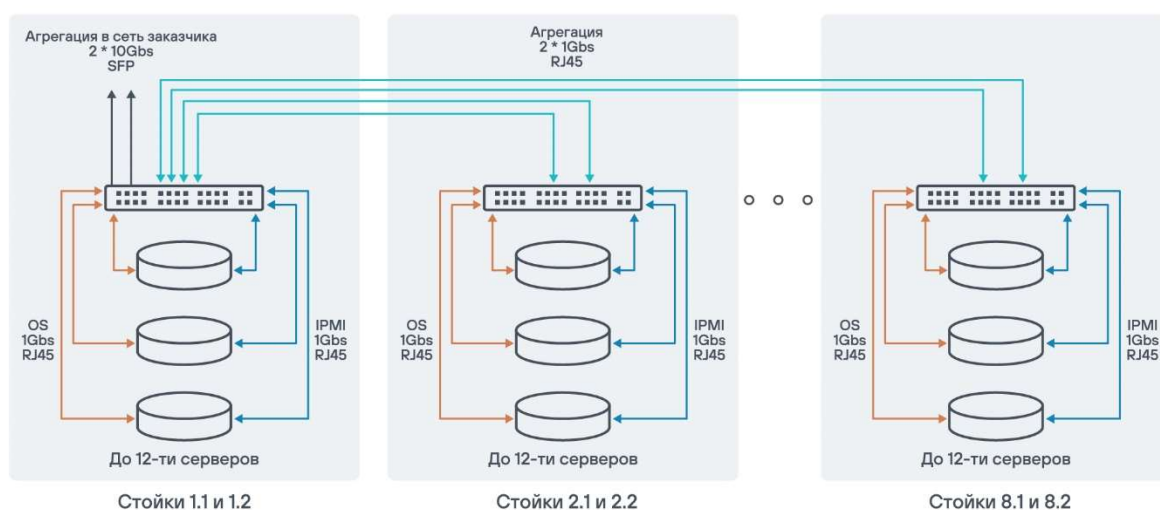 Агрегация в сеть заказчика
2 * 10Gbs
SFP
Агрегация
2 * 1Gbs
RJ45
OS
1Gbs
RJ45
IPMI
1Gbs
RJ45
До 12-ти серверов
Стойки 1.1 и 1.2
OS
1Gbs
RJ45
IPMI
1Gbs
RJ45
До 12-ти серверов
Стойки 2.1 и 2.2
OS
1Gbs
RJ45
IPMI
1Gbs
RJ45
До 12-ти серверов
Стойки 8.1 и 8.2